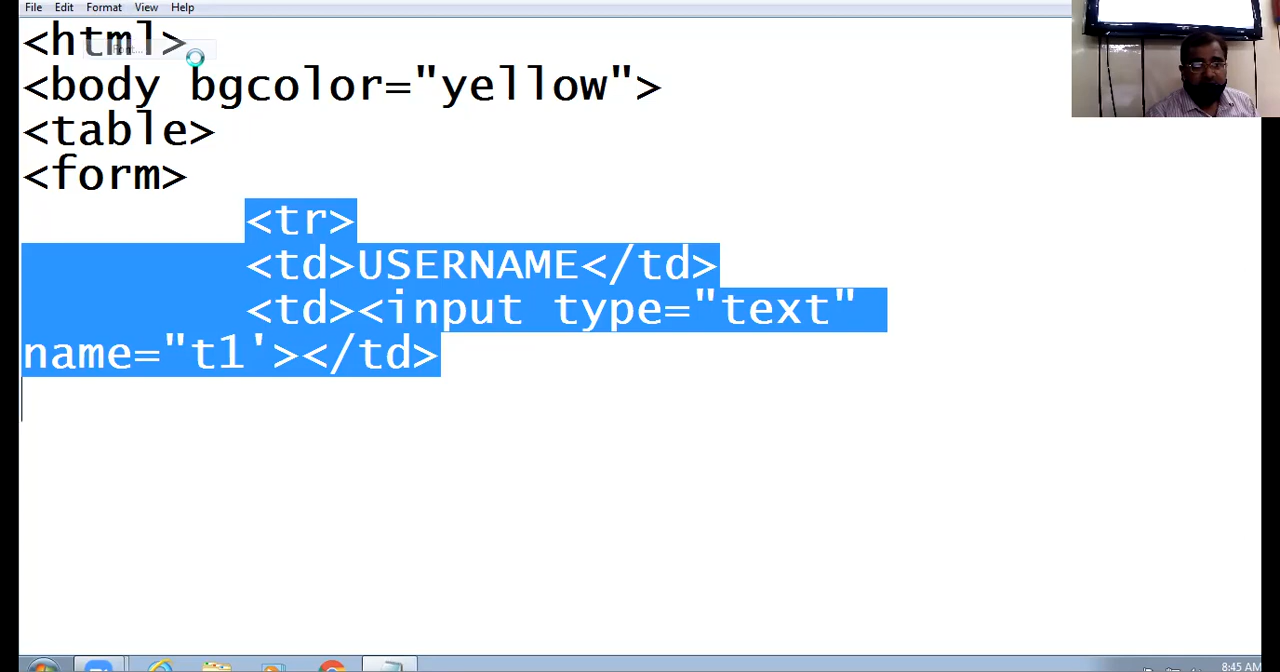 File Edit Format View Help
Font...
<html>
<body bgcolor="yellow">
<table>
<form>
<tr>
<td>USERNAME</td>
<td><input type="text"
name="t1'></td>
8:45 AM